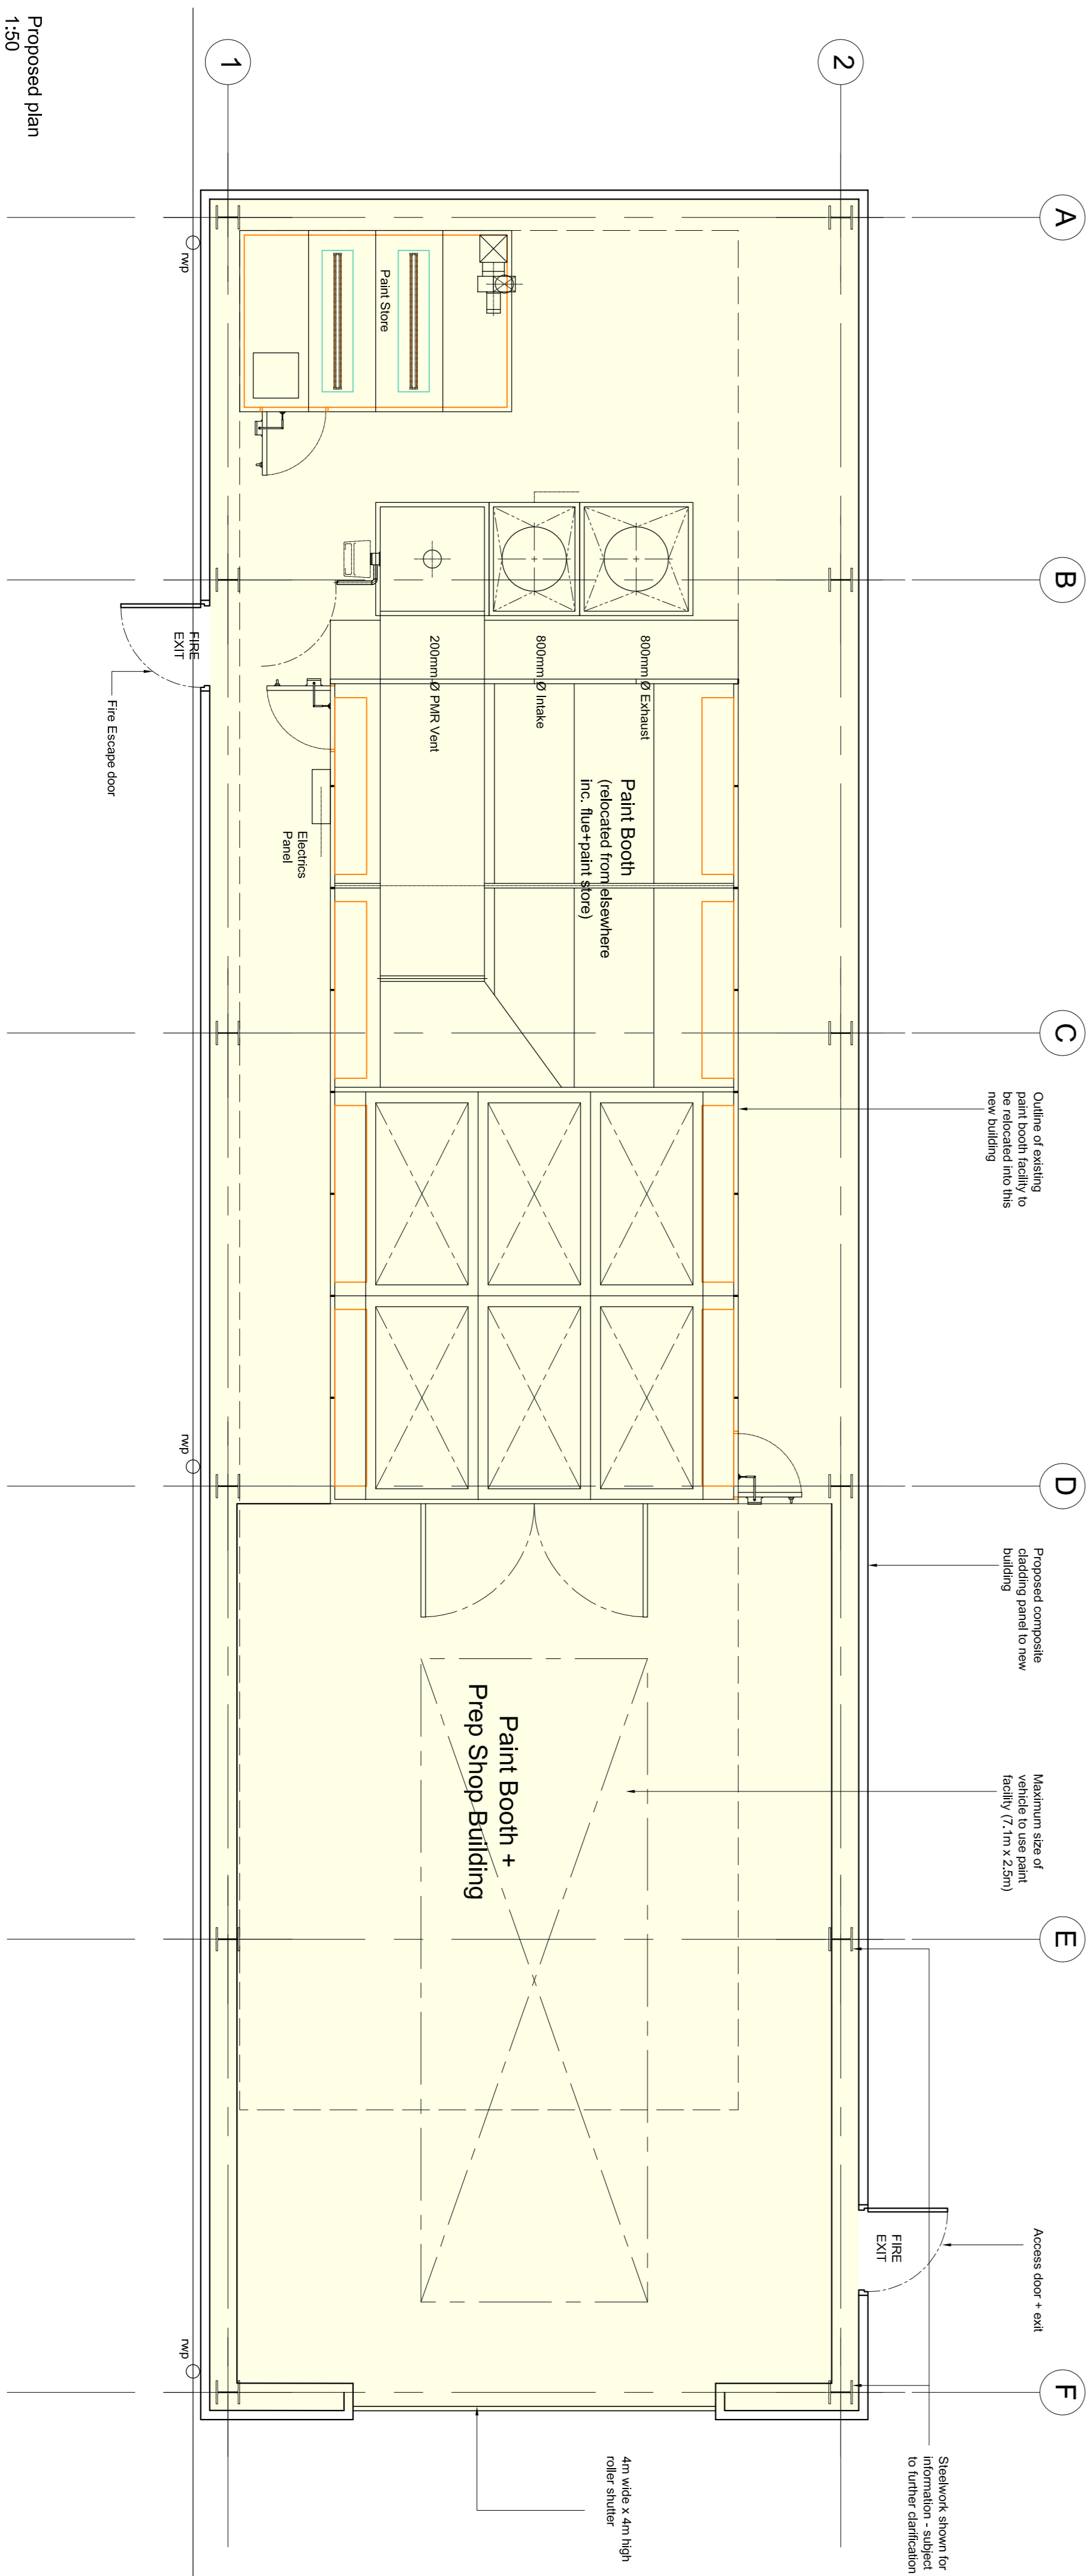 A
B
C
D
E
F
2
1
Outline of existing
paint booth facility to
be relocated into this
new building
Proposed composite
cladding panel to new
building
Maximum size of
vehicle to use paint
facility (7.1m x 2.5m)
Access door + exit
Steelwork shown for
information - subject
to further clarification
FIRE
EXIT
4m wide x 4m high
roller shutter
800mm Ø Exhaust
800mm Ø Intake
200mm Ø PMR Vent
Paint Booth
(relocated from elsewhere
inc. flue+paint store)
Paint Booth +
Prep Shop Building
Paint Store
Electrics
Panel
FIRE
EXIT
Fire Escape door
rwp
rwp
rwp
Proposed plan
1:50